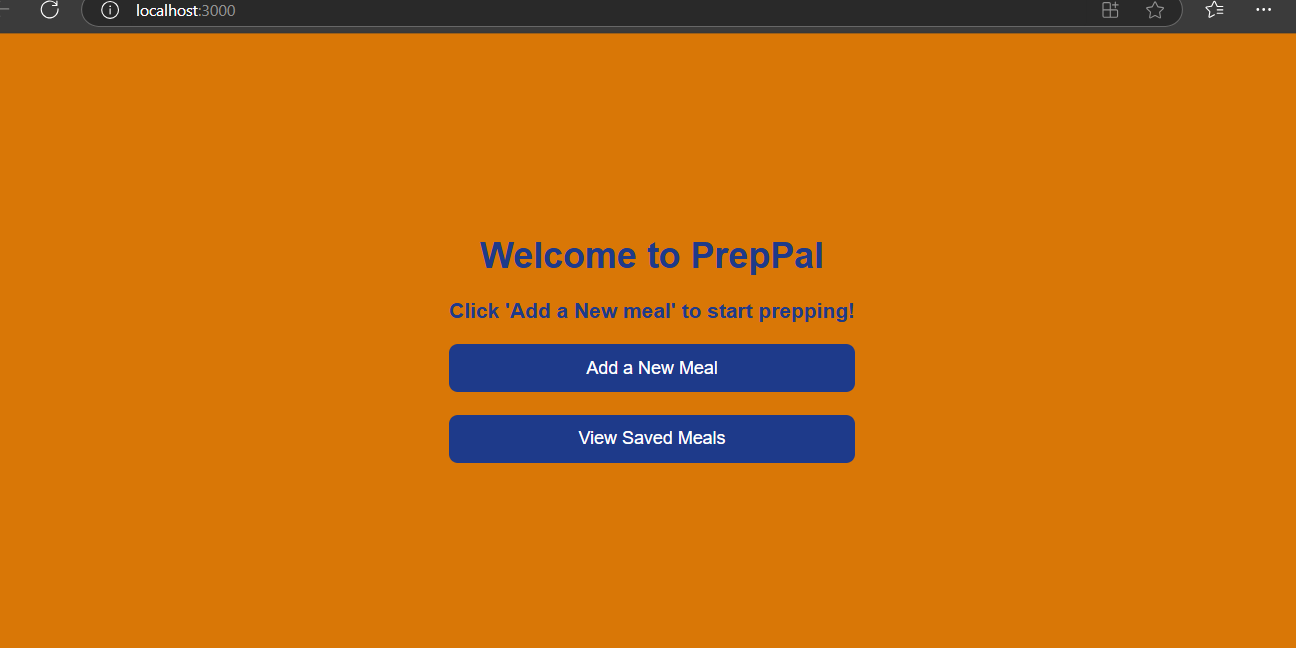 localhost:3000
Welcome to PrepPal
Click 'Add a New meal' to start prepping!
Add a New Meal
View Saved Meals